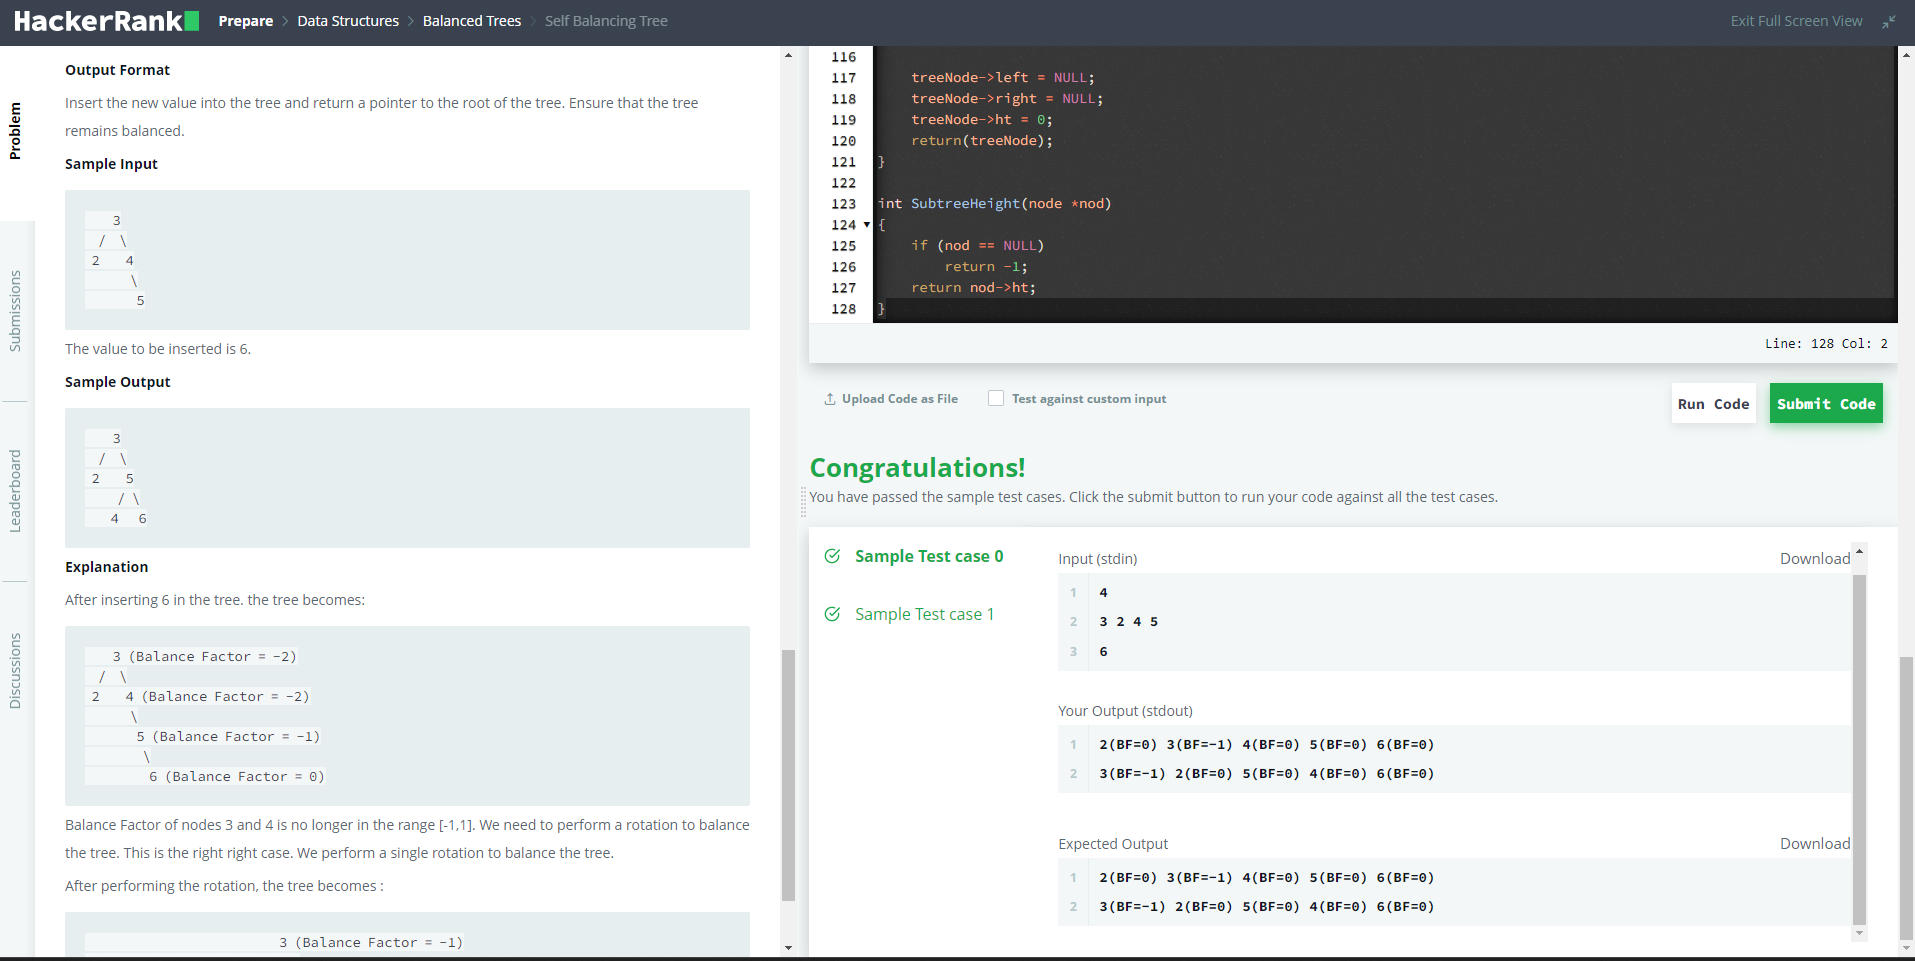 HackerRank Prepare > Data Structures > Balanced Trees > Self Balancing Tree Exit Full Screen View
Problem
Submissions
Leaderboard
Discussions
Output Format
Insert the new value into the tree and return a pointer to the root of the tree. Ensure that the tree
remains balanced.
Sample Input
3
/ \
2 4
\
5
The value to be inserted is 6.
Sample Output
3
/ \
2 5
/ \
4 6
Explanation
After inserting 6 in the tree. the tree becomes:
3 (Balance Factor = -2)
/ \
2 4 (Balance Factor = -2)
\
5 (Balance Factor = -1)
\
6 (Balance Factor = 0)
Balance Factor of nodes 3 and 4 is no longer in the range [-1,1]. We need to perform a rotation to balance
the tree. This is the right right case. We perform a single rotation to balance the tree.
After performing the rotation, the tree becomes :
3 (Balance Factor = -1)
116
117 treeNode->left = NULL;
118 treeNode->right = NULL;
119 treeNode->ht = 0;
120 return(treeNode);
121 }
122
123 int SubtreeHeight(node *nod)
124 {
125 if (nod == NULL)
126 return -1;
127 return nod->ht;
128 }
Line: 128 Col: 2
Upload Code as File Test against custom input Run Code Submit Code
Congratulations!
You have passed the sample test cases. Click the submit button to run your code against all the test cases.
Sample Test case 0
Sample Test case 1
Input (stdin) Download
1 4
2 3 2 4 5
3 6
Your Output (stdout)
1 2(BF=0) 3(BF=-1) 4(BF=0) 5(BF=0) 6(BF=0)
2 3(BF=-1) 2(BF=0) 5(BF=0) 4(BF=0) 6(BF=0)
Expected Output Download
1 2(BF=0) 3(BF=-1) 4(BF=0) 5(BF=0) 6(BF=0)
2 3(BF=-1) 2(BF=0) 5(BF=0) 4(BF=0) 6(BF=0)